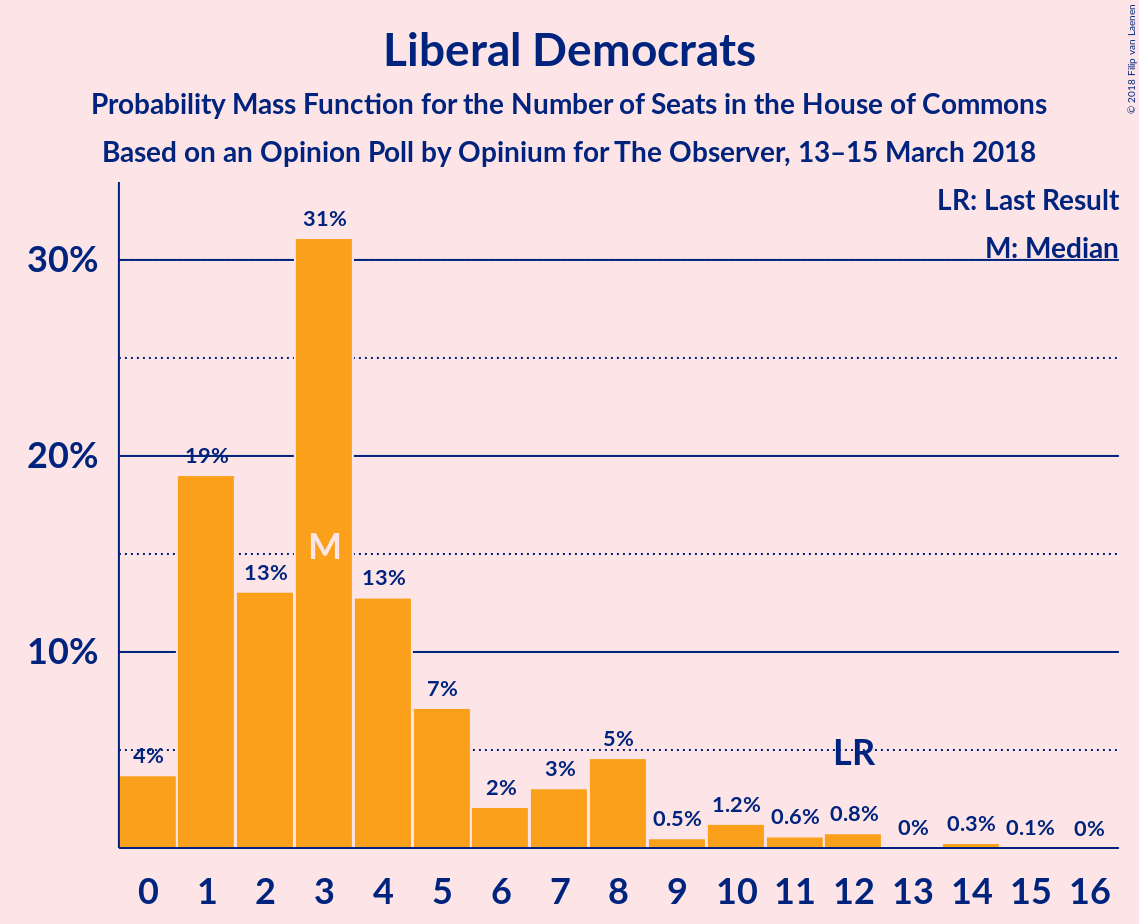 Liberal Democrats
Probability Mass Function for the Number of Seats in the House of Commons
Based on an Opinion Poll by Opinium for The Observer, 13–15 March 2018
© 2018 Filip van Laenen
LR: Last Result
M: Median
30%
20%
10%
4%
19%
13%
31%
M
13%
7%
2%
3%
5%
0.5%
1.2%
0.6%
LR
0.8%
0%
0.3%
0.1%
0%
0 1 2 3 4 5 6 7 8 9 10 11 12 13 14 15 16